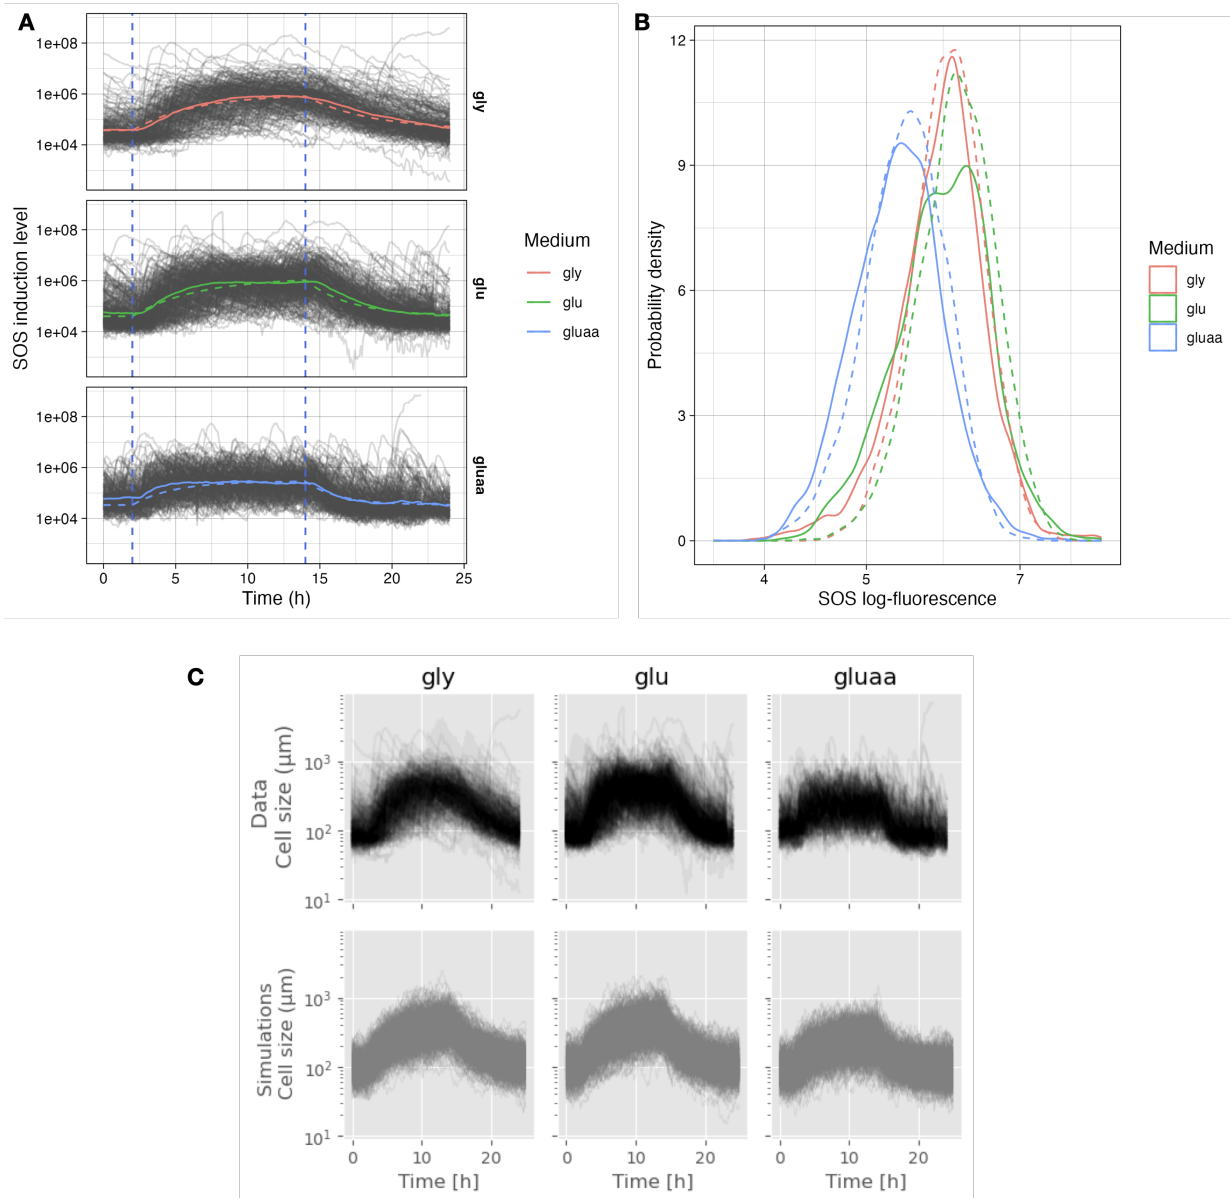 A
1e+08
1e+06
1e+04
gly
1e+08
1e+06
1e+04
glu
1e+08
1e+06
1e+04
gluaa
SOS induction level
0 5 10 15 20 25
Time (h)
Medium
gly
glu
gluaa
B
12
9
6
3
0
Probability density
4 5 7
SOS log-fluorescence
Medium
gly
glu
gluaa
C
gly glu gluaa
Data
Cell size (μm)
10³
10²
10¹
Simulations
Cell size (μm)
10³
10²
10¹
0 10 20 0 10 20 0 10 20
Time [h] Time [h] Time [h]